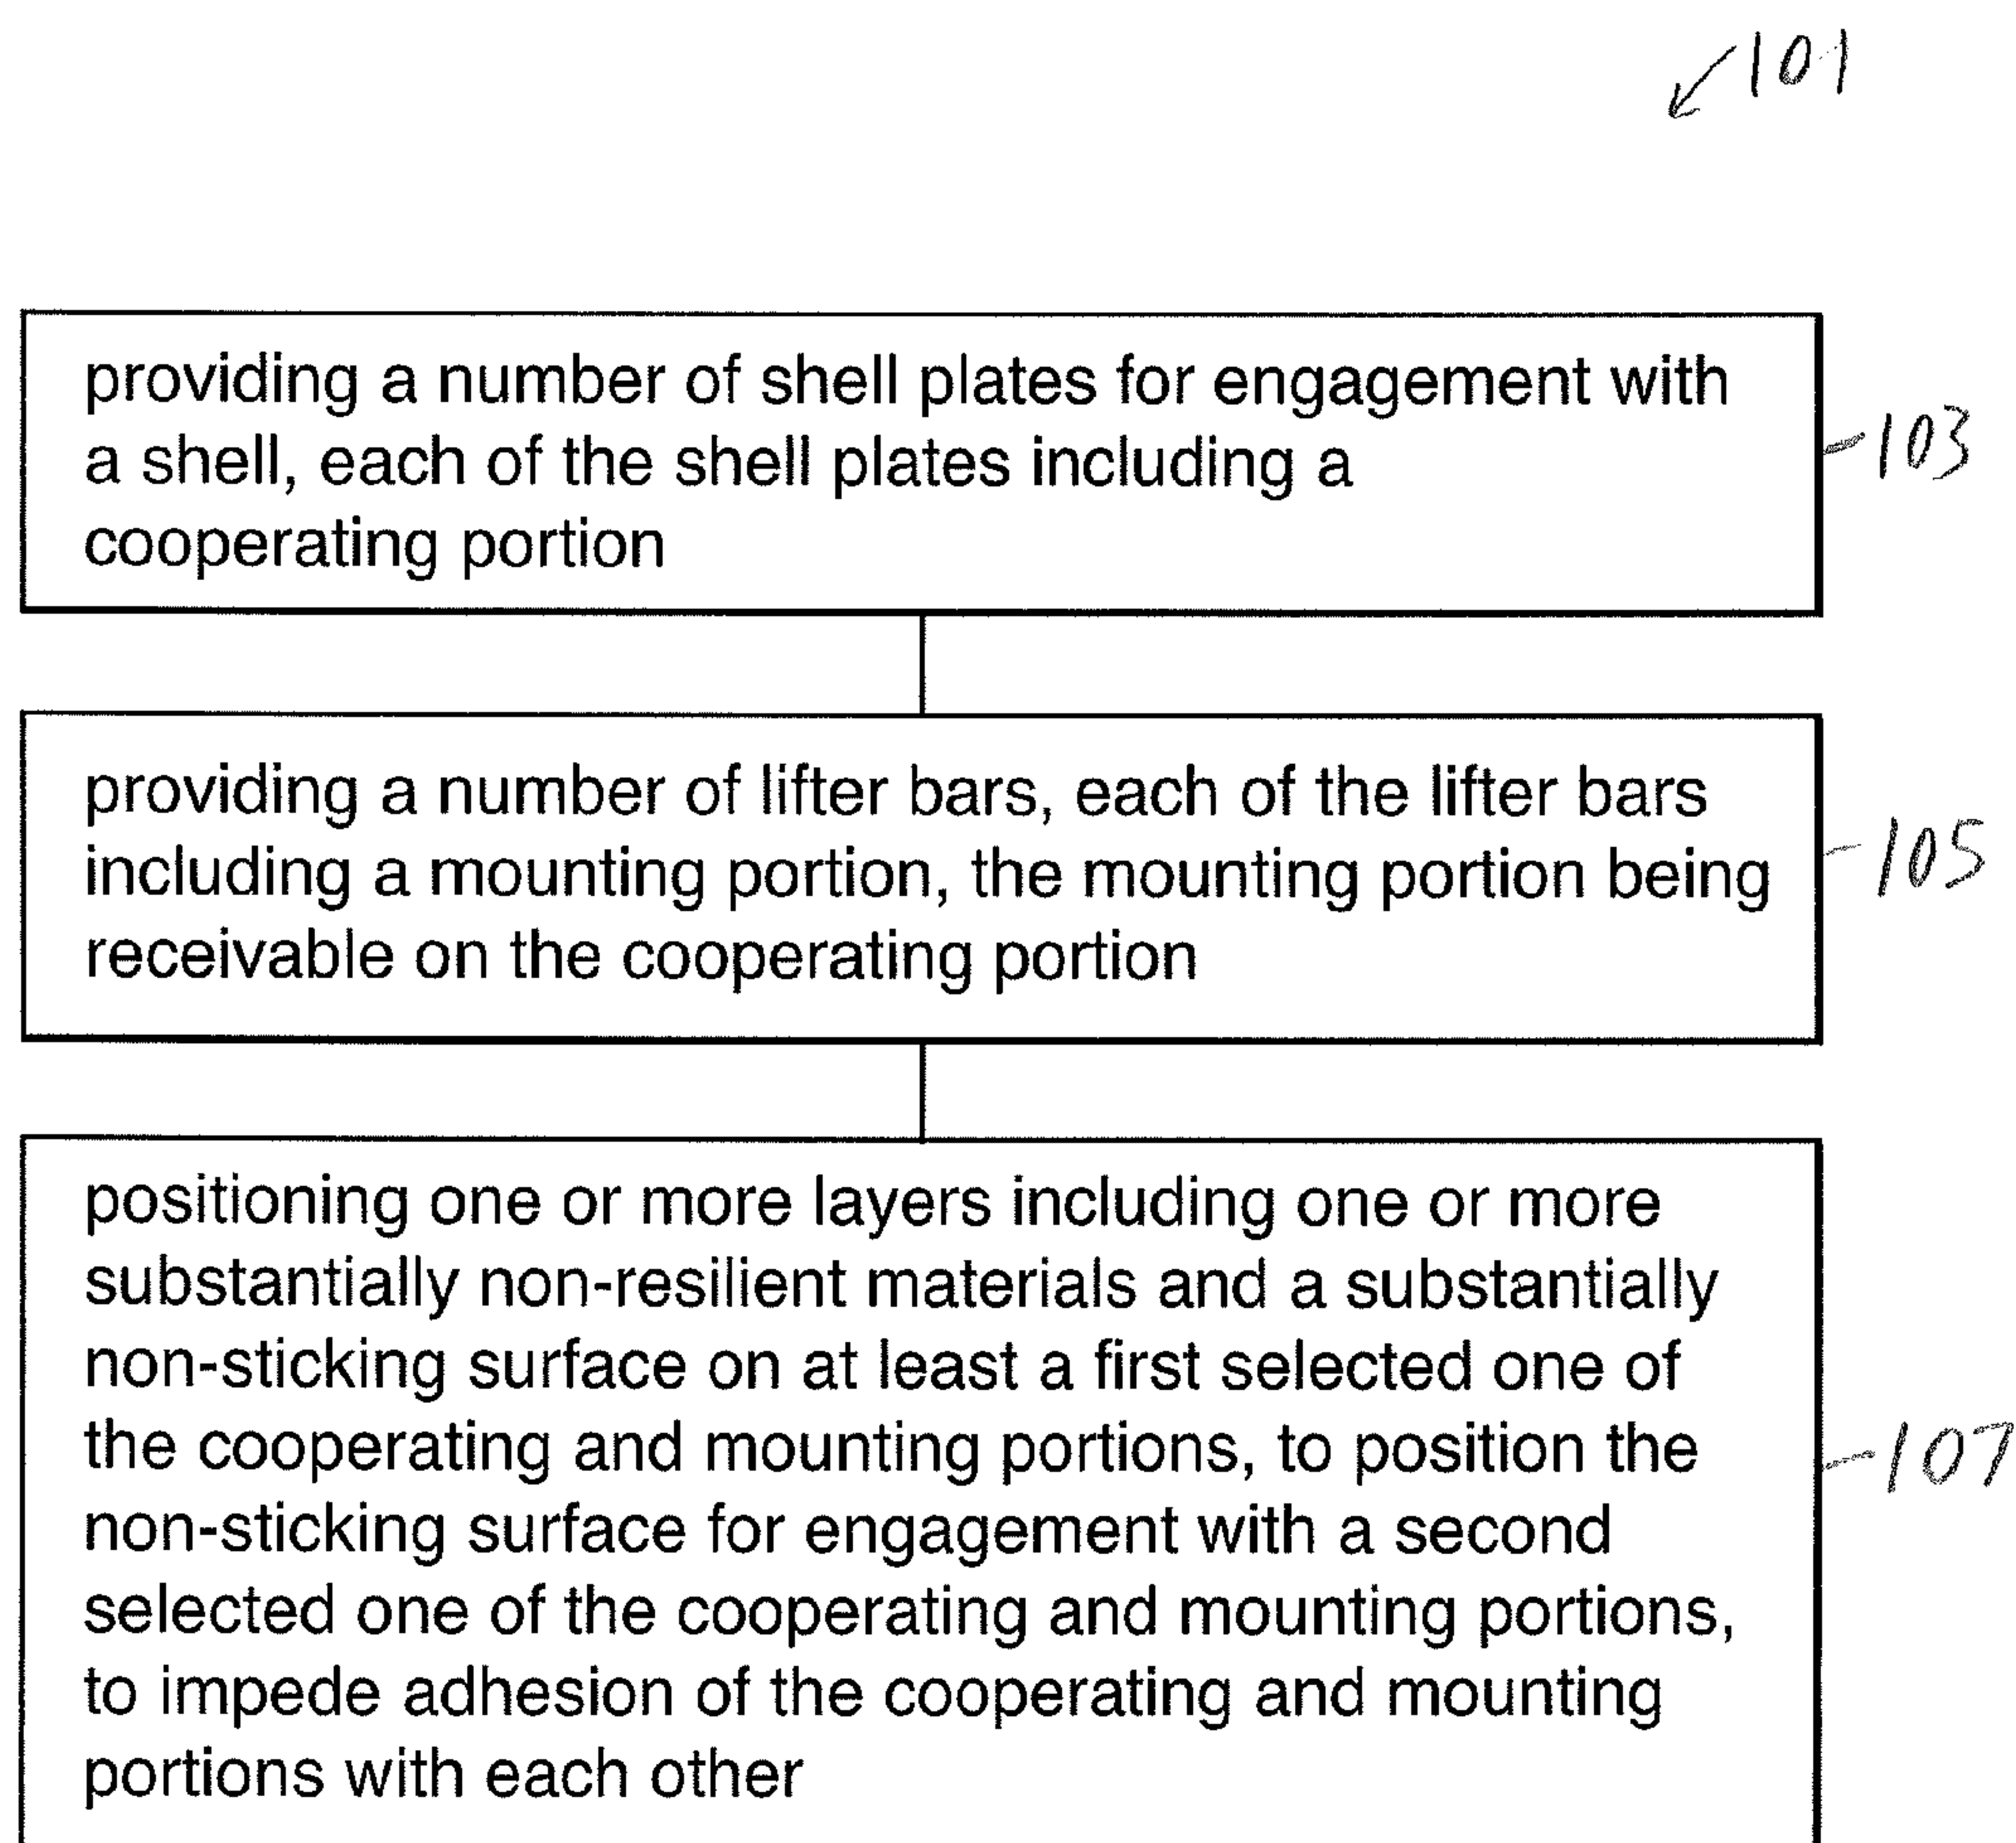 101
providing a number of shell plates for engagement with
a shell, each of the shell plates including a
cooperating portion
103
providing a number of lifter bars, each of the lifter bars
including a mounting portion, the mounting portion being
receivable on the cooperating portion
105
positioning one or more layers including one or more
substantially non-resilient materials and a substantially
non-sticking surface on at least a first selected one of
the cooperating and mounting portions, to position the
non-sticking surface for engagement with a second
selected one of the cooperating and mounting portions,
to impede adhesion of the cooperating and mounting
portions with each other
107